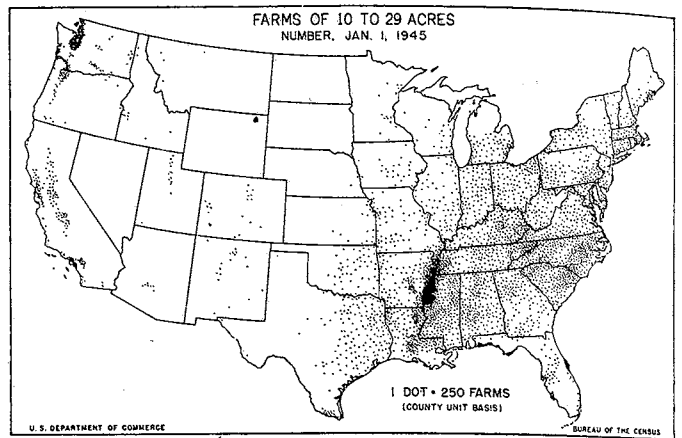 FARMS OF 10 TO 29 ACRES
NUMBER, JAN. 1, 1945
1 DOT • 250 FARMS
(COUNTY UNIT BASIS)
U. S. DEPARTMENT OF COMMERCE
BUREAU OF THE CENSUS